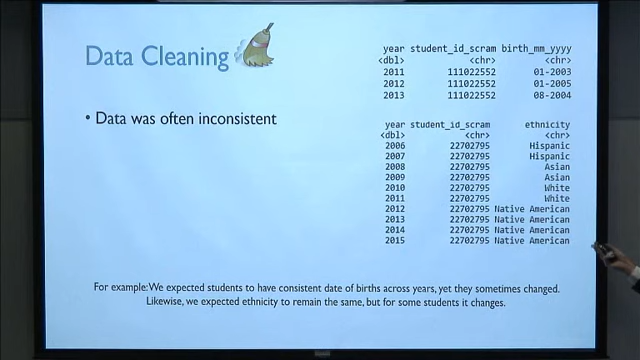 Data Cleaning
• Data was often inconsistent
year student_id_scram birth_mm_yyyy
<dbl> <chr> <chr>
2011 111022552 01-2003
2012 111022552 01-2005
2013 111022552 08-2004
year student_id_scram ethnicity
<dbl> <chr> <chr>
2006 22702795 Hispanic
2007 22702795 Hispanic
2008 22702795 Asian
2009 22702795 Asian
2010 22702795 White
2011 22702795 White
2012 22702795 Native American
2013 22702795 Native American
2014 22702795 Native American
2015 22702795 Native American
For example: We expected students to have consistent date of births across years, yet they sometimes changed.
Likewise, we expected ethnicity to remain the same, but for some students it changes.